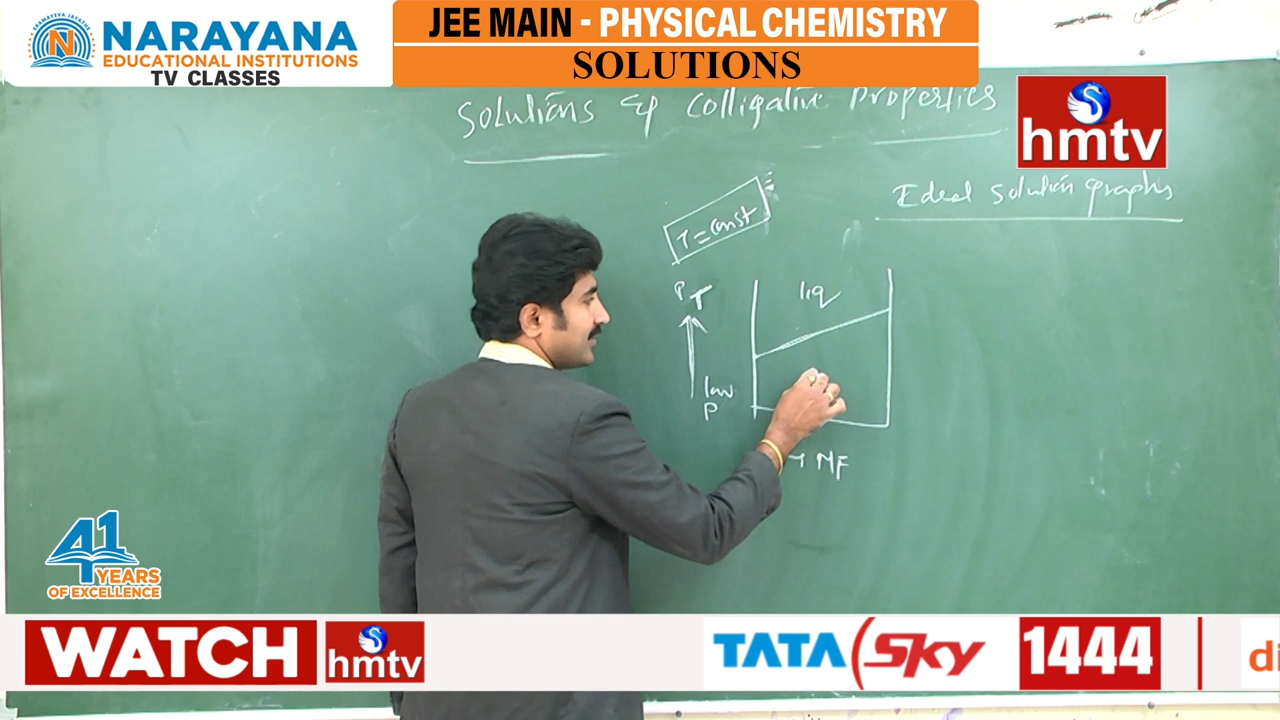 NARAYANA
EDUCATIONAL INSTITUTIONS
TV CLASSES
JEE MAIN - PHYSICAL CHEMISTRY
SOLUTIONS
Solutions & Colligative Properties
hmtv
Ideal solution graphs
T = const
P
liq
low
P
MF
41
YEARS
OF EXCELLENCE
WATCH hmtv
TATA Sky 1444
di